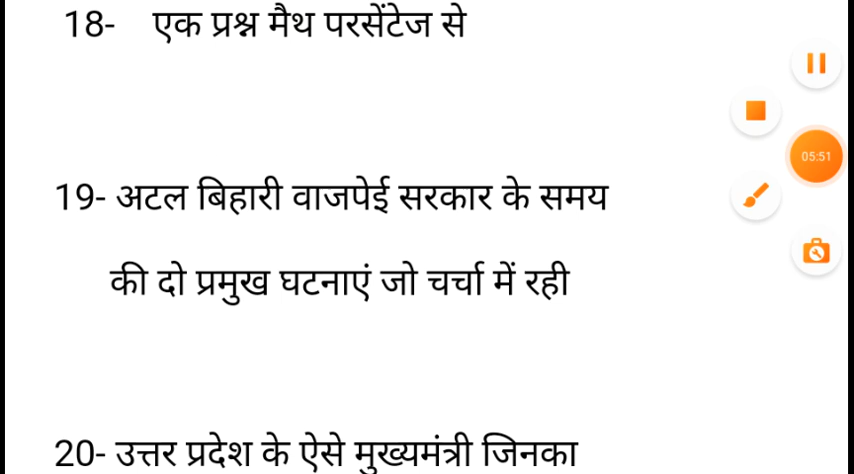 18- एक प्रश्न मैथ परसेंटेज से
05:51
19- अटल बिहारी वाजपेई सरकार के समय
की दो प्रमुख घटनाएं जो चर्चा में रही
20- उत्तर प्रदेश के ऐसे मुख्यमंत्री जिनका